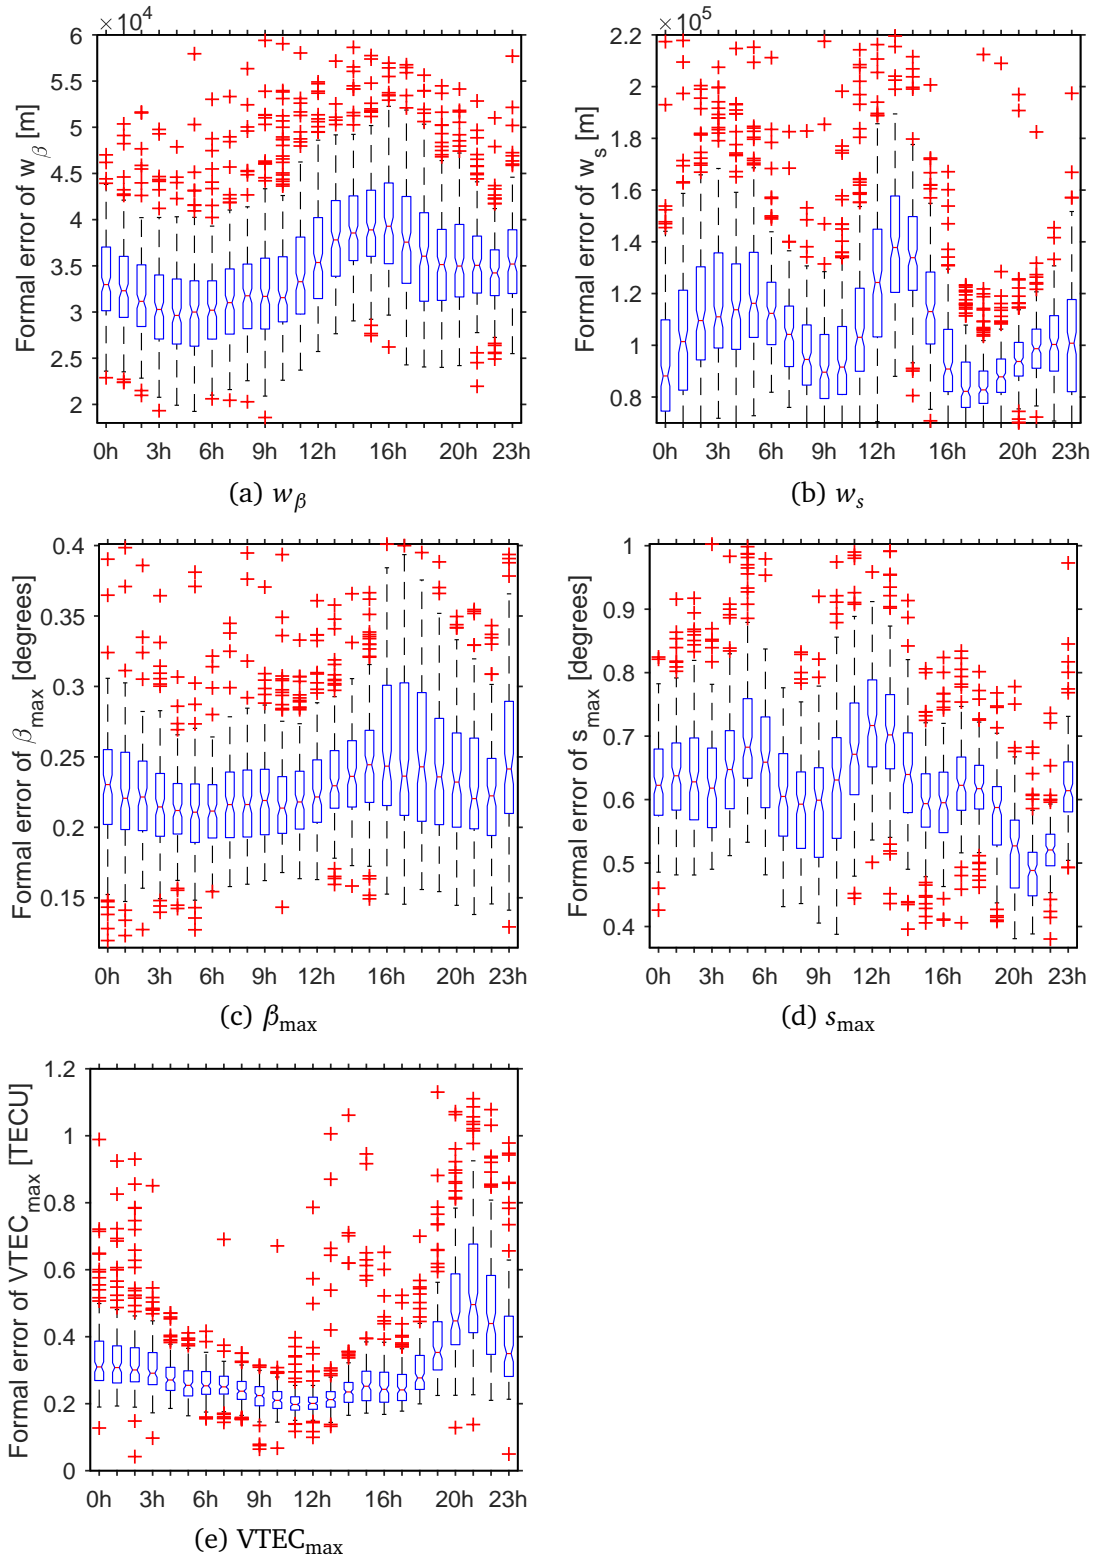 ×10⁴
6
5.5
5
4.5
4
3.5
3
2.5
2
Formal error of w_β [m]
0h 3h 6h 9h 12h 16h 20h 23h
(a) w_β
×10⁵
2.2
2
1.8
1.6
1.4
1.2
1
0.8
Formal error of w_s [m]
0h 3h 6h 9h 12h 16h 20h 23h
(b) w_s
0.4
0.35
0.3
0.25
0.2
0.15
Formal error of β_max [degrees]
0h 3h 6h 9h 12h 16h 20h 23h
(c) β_max
1
0.9
0.8
0.7
0.6
0.5
0.4
Formal error of s_max [degrees]
0h 3h 6h 9h 12h 16h 20h 23h
(d) s_max
1.2
1
0.8
0.6
0.4
0.2
0
Formal error of VTEC_max [TECU]
0h 3h 6h 9h 12h 16h 20h 23h
(e) VTEC_max